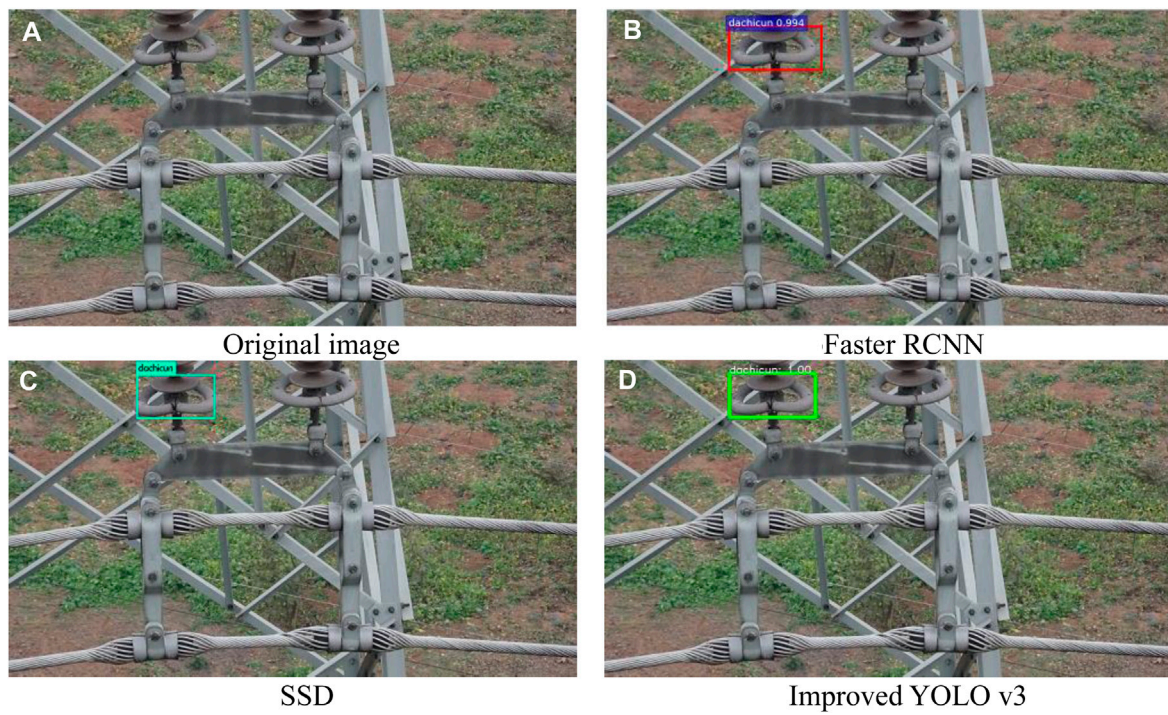 A
B
dachicun 0.994
Original image
Faster RCNN
C
dachicun
D
dachicun: 1.00
SSD
Improved YOLO v3